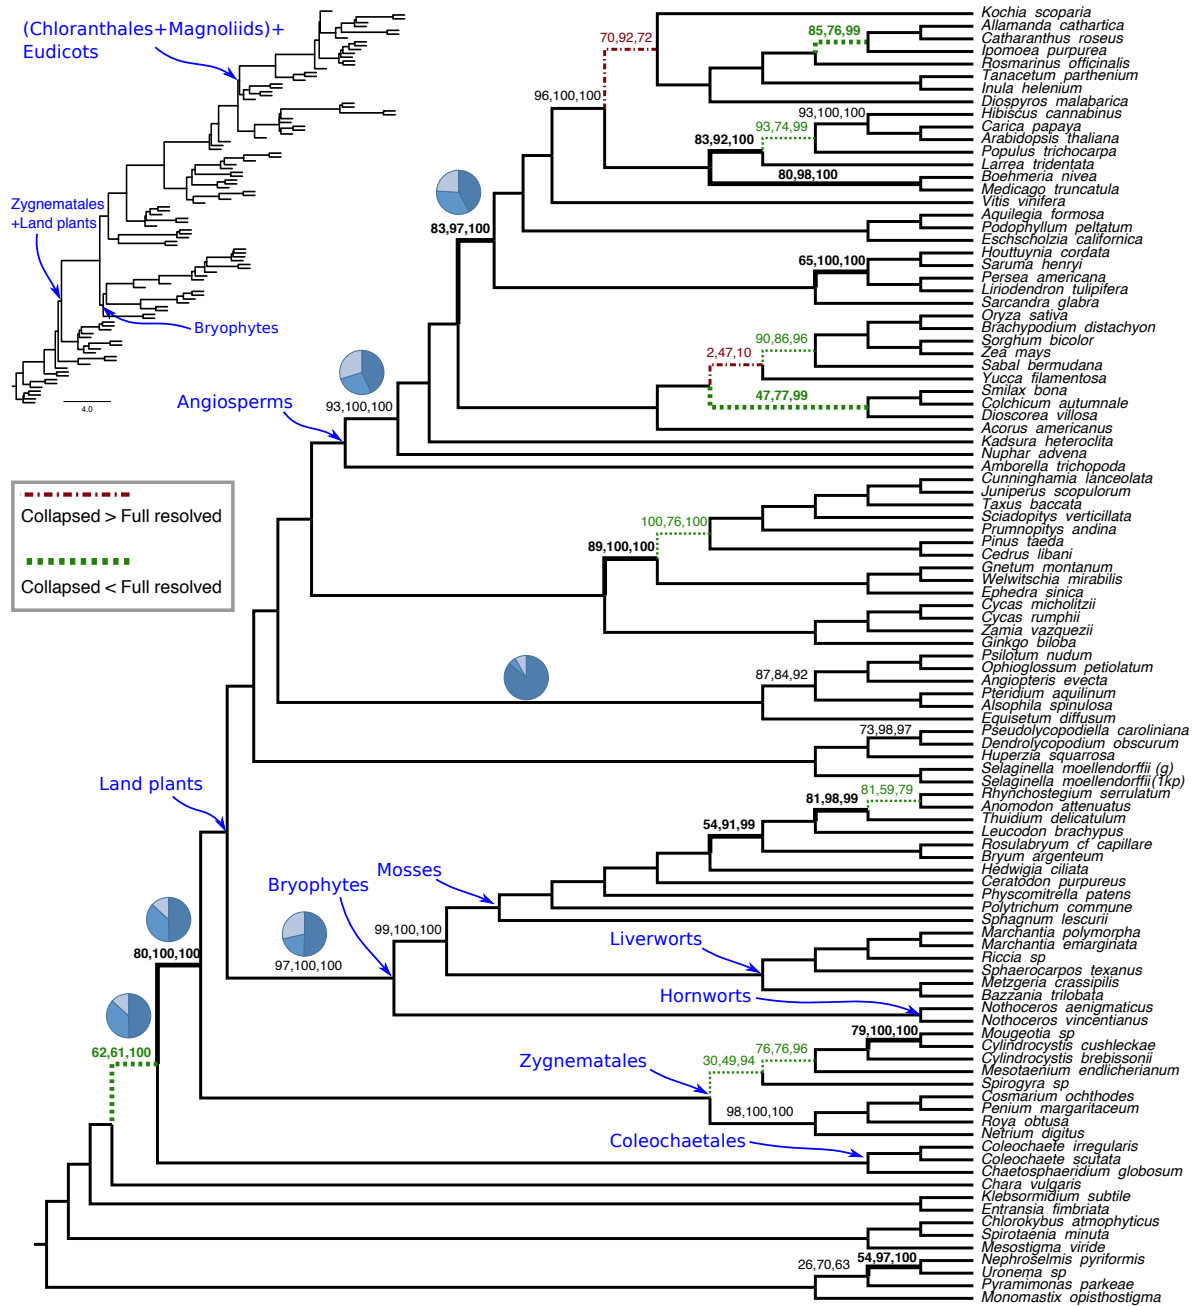 (Chloranthales+Magnoliids)+
Eudicots
Zygnematales
+Land plants
Bryophytes
4.0
Angiosperms
Collapsed > Full resolved
Collapsed < Full resolved
Land plants
Bryophytes
Mosses
Liverworts
Hornworts
Zygnematales
Coleochaetales
70,92,72
85,76,99
96,100,100
93,100,100
93,74,99
83,92,100
80,98,100
83,97,100
65,100,100
90,86,96
2,47,10
47,77,99
93,100,100
100,76,100
89,100,100
87,84,92
73,98,97
81,59,79
81,98,99
54,91,99
99,100,100
97,100,100
80,100,100
62,61,100
79,100,100
76,76,96
30,49,94
98,100,100
54,97,100
26,70,63
Kochia scoparia
Allamanda cathartica
Catharanthus roseus
Ipomoea purpurea
Rosmarinus officinalis
Tanacetum parthenium
Inula helenium
Diospyros malabarica
Hibiscus cannabinus
Carica papaya
Arabidopsis thaliana
Populus trichocarpa
Larrea tridentata
Boehmeria nivea
Medicago truncatula
Vitis vinifera
Aquilegia formosa
Podophyllum peltatum
Eschscholzia californica
Houttuynia cordata
Saruma henryi
Persea americana
Liriodendron tulipifera
Sarcandra glabra
Oryza sativa
Brachypodium distachyon
Sorghum bicolor
Zea mays
Sabal bermudana
Yucca filamentosa
Smilax bona
Colchicum autumnale
Dioscorea villosa
Acorus americanus
Kadsura heteroclita
Nuphar advena
Amborella trichopoda
Cunninghamia lanceolata
Juniperus scopulorum
Taxus baccata
Sciadopitys verticillata
Prumnopitys andina
Pinus taeda
Cedrus libani
Gnetum montanum
Welwitschia mirabilis
Ephedra sinica
Cycas micholitzii
Cycas rumphii
Zamia vazquezii
Ginkgo biloba
Psilotum nudum
Ophioglossum petiolatum
Angiopteris evecta
Pteridium aquilinum
Alsophila spinulosa
Equisetum diffusum
Pseudolycopodiella caroliniana
Dendrolycopodium obscurum
Huperzia squarrosa
Selaginella moellendorffii (g)
Selaginella moellendorffii(1kp)
Rhynchostegium serrulatum
Anomodon attenuatus
Thuidium delicatulum
Leucodon brachypus
Rosulabryum cf capillare
Bryum argenteum
Hedwigia ciliata
Ceratodon purpureus
Physcomitrella patens
Polytrichum commune
Sphagnum lescurii
Marchantia polymorpha
Marchantia emarginata
Riccia sp
Sphaerocarpos texanus
Metzgeria crassipilis
Bazzania trilobata
Nothoceros aenigmaticus
Nothoceros vincentianus
Mougeotia sp
Cylindrocystis cushleckae
Cylindrocystis brebissonii
Mesotaenium endlicherianum
Spirogyra sp
Cosmarium ochthodes
Penium margaritaceum
Roya obtusa
Netrium digitus
Coleochaete irregularis
Coleochaete scutata
Chaetosphaeridium globosum
Chara vulgaris
Klebsormidium subtile
Entransia fimbriata
Chlorokybus atmophyticus
Spirotaenia minuta
Mesostigma viride
Nephroselmis pyriformis
Uronema sp
Pyramimonas parkeae
Monomastix opisthostigma